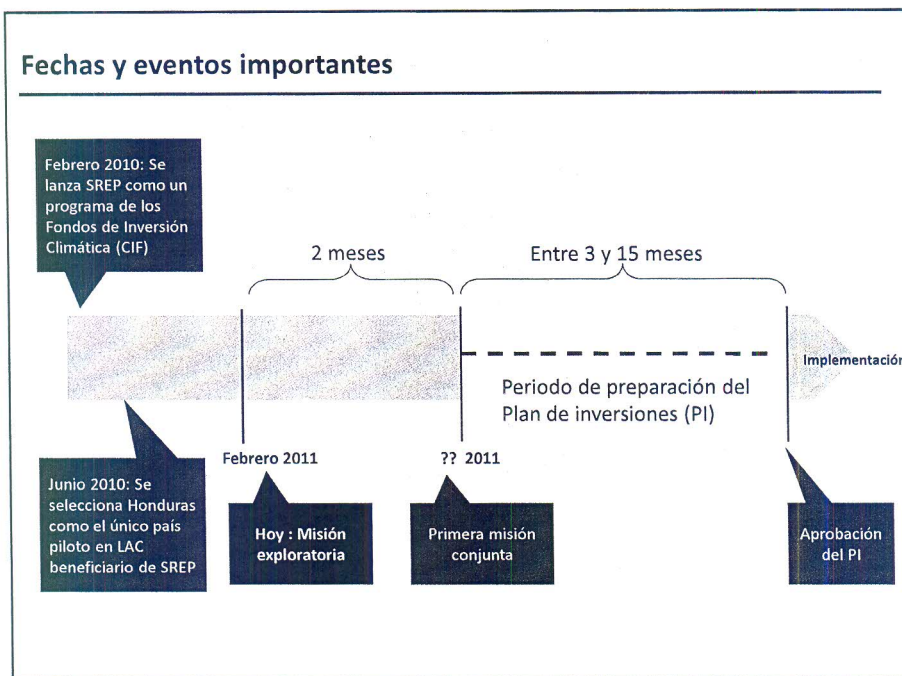 Fechas y eventos importantes
Febrero 2010: Se
lanza SREP como un
programa de los
Fondos de Inversión
Climática (CIF)
2 meses
Entre 3 y 15 meses
Implementación
Periodo de preparación del
Plan de inversiones (PI)
Febrero 2011
?? 2011
Junio 2010: Se
selecciona Honduras
como el único país
piloto en LAC
beneficiario de SREP
Hoy : Misión
exploratoria
Primera misión
conjunta
Aprobación
del PI